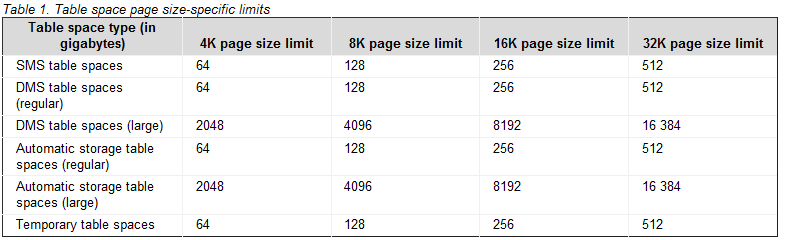 Table 1. Table space page size-specific limits
Table space type (in gigabytes) 4K page size limit 8K page size limit 16K page size limit 32K page size limit
SMS table spaces 64 128 256 512
DMS table spaces (regular) 64 128 256 512
DMS table spaces (large) 2048 4096 8192 16 384
Automatic storage table spaces (regular) 64 128 256 512
Automatic storage table spaces (large) 2048 4096 8192 16 384
Temporary table spaces 64 128 256 512